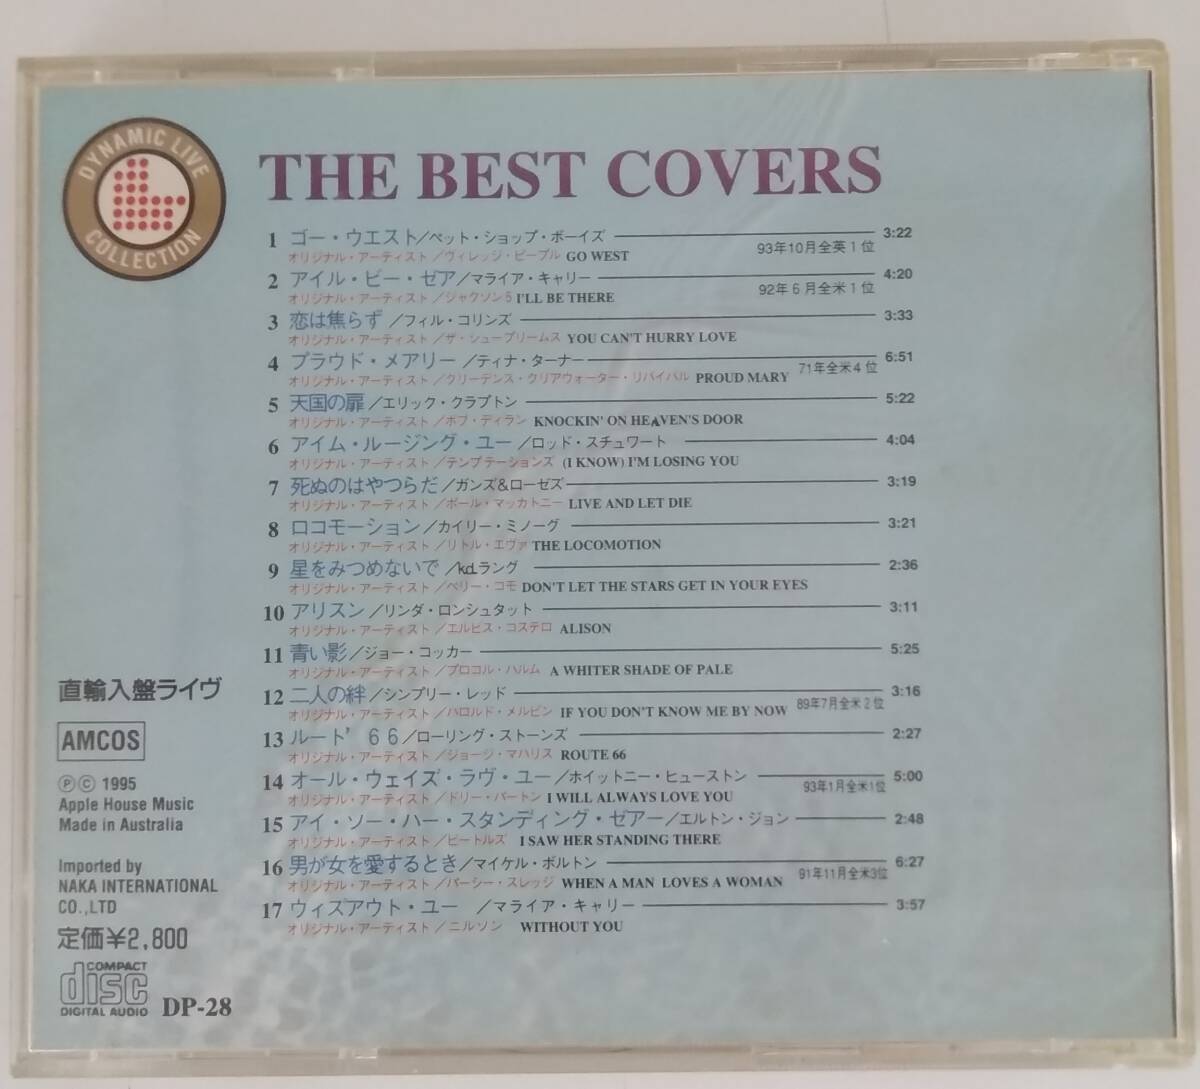 DYNAMIC LIVE
COLLECTION
THE BEST COVERS
1 ゴー・ウエスト／ペット・ショップ・ボーイズ 3:22
オリジナル・アーティスト／ヴィレッジ・ピープル GO WEST 93年10月全英1位
2 アイル・ビー・ゼア／マライア・キャリー 4:20
オリジナル・アーティスト／ジャクソン5 I'LL BE THERE 92年6月全米1位
3 恋は焦らず／フィル・コリンズ 3:33
オリジナル・アーティスト／ザ・シュープリームス YOU CAN'T HURRY LOVE
4 プラウド・メアリー／ティナ・ターナー 6:51
オリジナル・アーティスト／クリーデンス・クリアウォーター・リバイバル PROUD MARY 71年全米4位
5 天国の扉／エリック・クラプトン 5:22
オリジナル・アーティスト／ボブ・ディラン KNOCKIN' ON HEAVEN'S DOOR
6 アイム・ルージング・ユー／ロッド・スチュワート 4:04
オリジナル・アーティスト／テンプテーションズ (I KNOW) I'M LOSING YOU
7 死ぬのはやつらだ／ガンズ&ローゼズ 3:19
オリジナル・アーティスト／ポール・マッカトニー LIVE AND LET DIE
8 ロコモーション／カイリー・ミノーグ 3:21
オリジナル・アーティスト／リトル・エヴァ THE LOCOMOTION
9 星をみつめないで／k.d.ラング 2:36
オリジナル・アーティスト／ペリー・コモ DON'T LET THE STARS GET IN YOUR EYES
10 アリスン／リンダ・ロンシュタット 3:11
オリジナル・アーティスト／エルビス・コステロ ALISON
11 青い影／ジョー・コッカー 5:25
オリジナル・アーティスト／プロコル・ハルム A WHITER SHADE OF PALE
12 二人の絆／シンプリー・レッド 3:16
オリジナル・アーティスト／ハロルド・メルビン IF YOU DON'T KNOW ME BY NOW 89年7月全米2位
13 ルート'66／ローリング・ストーンズ 2:27
オリジナル・アーティスト／ジョージ・マハリス ROUTE 66
14 オール・ウェイズ・ラヴ・ユー／ホイットニー・ヒューストン 5:00
オリジナル・アーティスト／ドリー・パートン I WILL ALWAYS LOVE YOU 93年1月全米1位
15 アイ・ソー・ハー・スタンディング・ゼアー／エルトン・ジョン 2:48
オリジナル・アーティスト／ビートルズ I SAW HER STANDING THERE
16 男が女を愛するとき／マイケル・ボルトン 6:27
オリジナル・アーティスト／パーシー・スレッジ WHEN A MAN LOVES A WOMAN 91年11月全米3位
17 ウィズアウト・ユー／マライア・キャリー 3:57
オリジナル・アーティスト／ニルソン WITHOUT YOU
直輸入盤ライヴ
AMCOS
ⓅⒸ 1995
Apple House Music
Made in Australia
Imported by
NAKA INTERNATIONAL
CO.,LTD
定価¥2,800
COMPACT
disc
DIGITAL AUDIO
DP-28